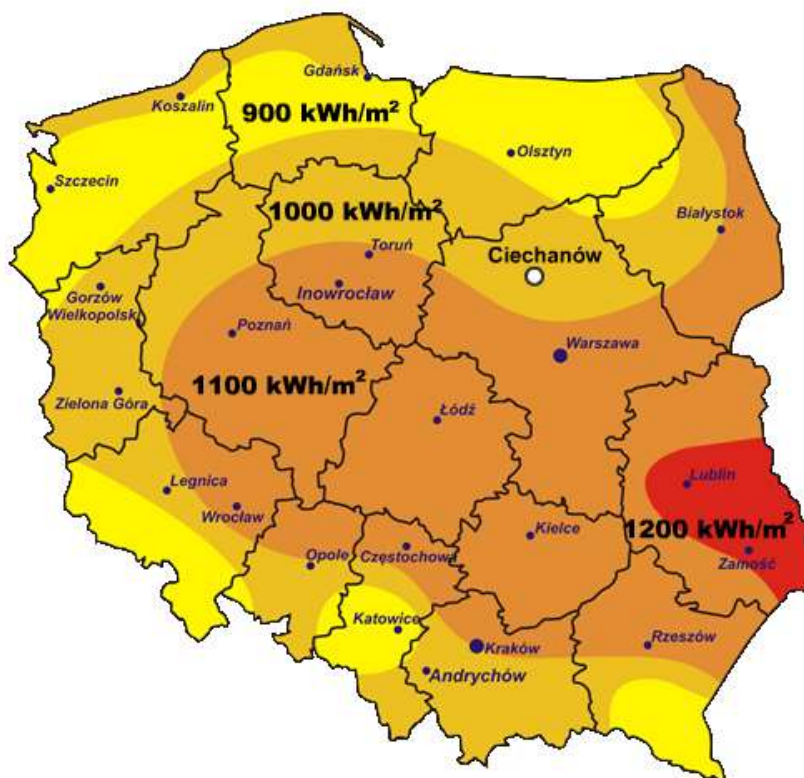 Gdańsk
Koszalin
900 kWh/m²
Olsztyn
Szczecin
1000 kWh/m²
Białystok
Toruń
Ciechanów
Gorzów
Wielkopolsk
Inowrocław
Poznań
Warszawa
1100 kWh/m²
Zielona Góra
Łódź
Legnica
Lublin
Wrocław
1200 kWh/m²
Kielce
Opole
Częstochowa
Zamość
Katowice
Kraków
Rzeszów
Andrychów